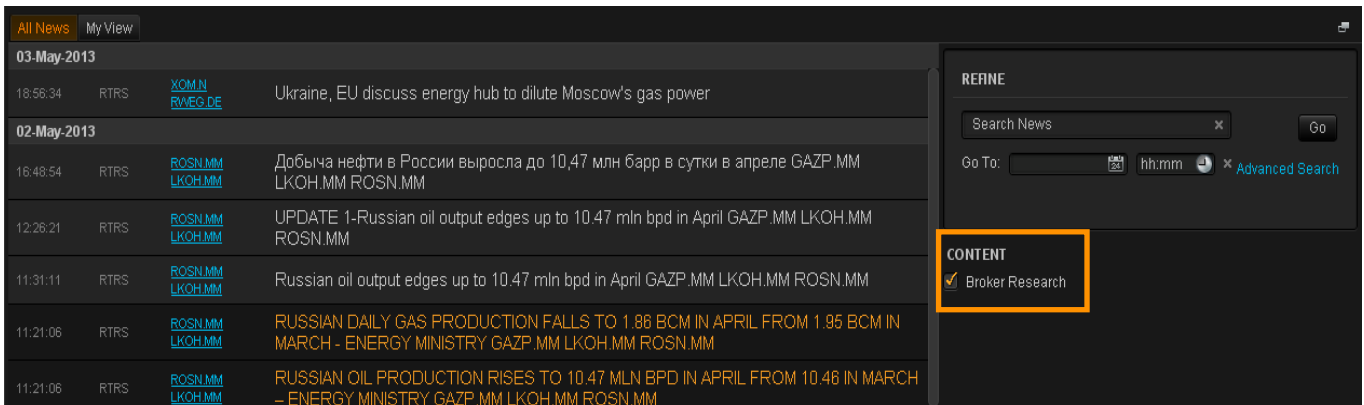 All News My View
03-May-2013
18:56:34 RTRS XOM.N
RWEG.DE
Ukraine, EU discuss energy hub to dilute Moscow's gas power
02-May-2013
16:48:54 RTRS ROSN.MM
LKOH.MM
Добыча нефти в России выросла до 10,47 млн барр в сутки в апреле GAZP.MM
LKOH.MM ROSN.MM
12:26:21 RTRS ROSN.MM
LKOH.MM
UPDATE 1-Russian oil output edges up to 10.47 mln bpd in April GAZP.MM LKOH.MM
ROSN.MM
11:31:11 RTRS ROSN.MM
LKOH.MM
Russian oil output edges up to 10.47 mln bpd in April GAZP.MM LKOH.MM ROSN.MM
11:21:06 RTRS ROSN.MM
LKOH.MM
RUSSIAN DAILY GAS PRODUCTION FALLS TO 1.86 BCM IN APRIL FROM 1.95 BCM IN
MARCH - ENERGY MINISTRY GAZP.MM LKOH.MM ROSN.MM
11:21:06 RTRS ROSN.MM
LKOH.MM
RUSSIAN OIL PRODUCTION RISES TO 10.47 MLN BPD IN APRIL FROM 10.46 IN MARCH
– ENERGY MINISTRY GAZP.MM LKOH.MM ROSN.MM
REFINE
Search News Go
Go To: 24 hh:mm Advanced Search
CONTENT
Broker Research